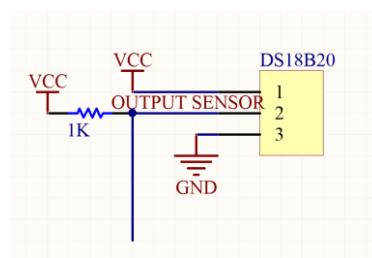 VCC
DS18B20
VCC
1
OUTPUT SENSOR
2
1K
3
GND